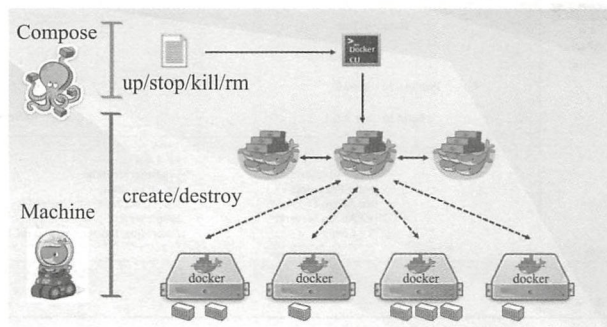 Compose
>_
Docker
CLI
up/stop/kill/rm
create/destroy
Machine
docker
docker
docker
docker